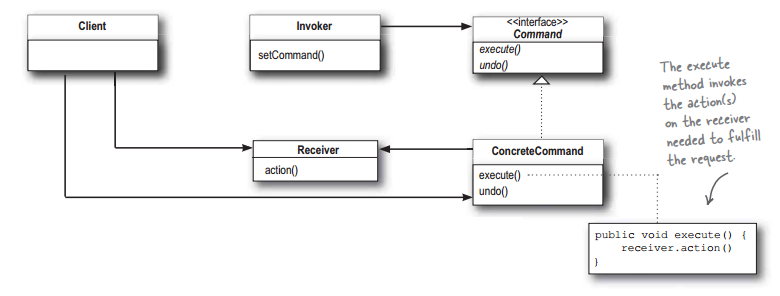 Client
Invoker
setCommand()
<<interface>>
Command
execute()
undo()
The execute
method invokes
the action(s)
on the receiver
needed to fulfill
the request.
Receiver
action()
ConcreteCommand
execute()
undo()
public void execute() {
receiver.action()
}